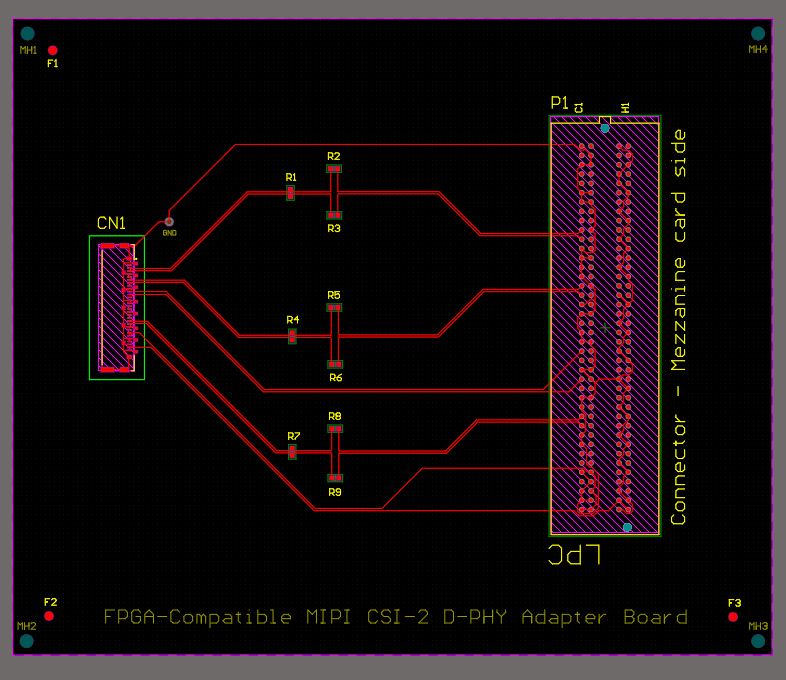 MH1
F1
MH4
P1
C1
H1
R2
R1
R3
CN1
GND
R5
R4
R6
R8
R7
R9
Connector - Mezzanine card side
LPC
F2
F3
FPGA-Compatible MIPI CSI-2 D-PHY Adapter Board
MH2
MH3